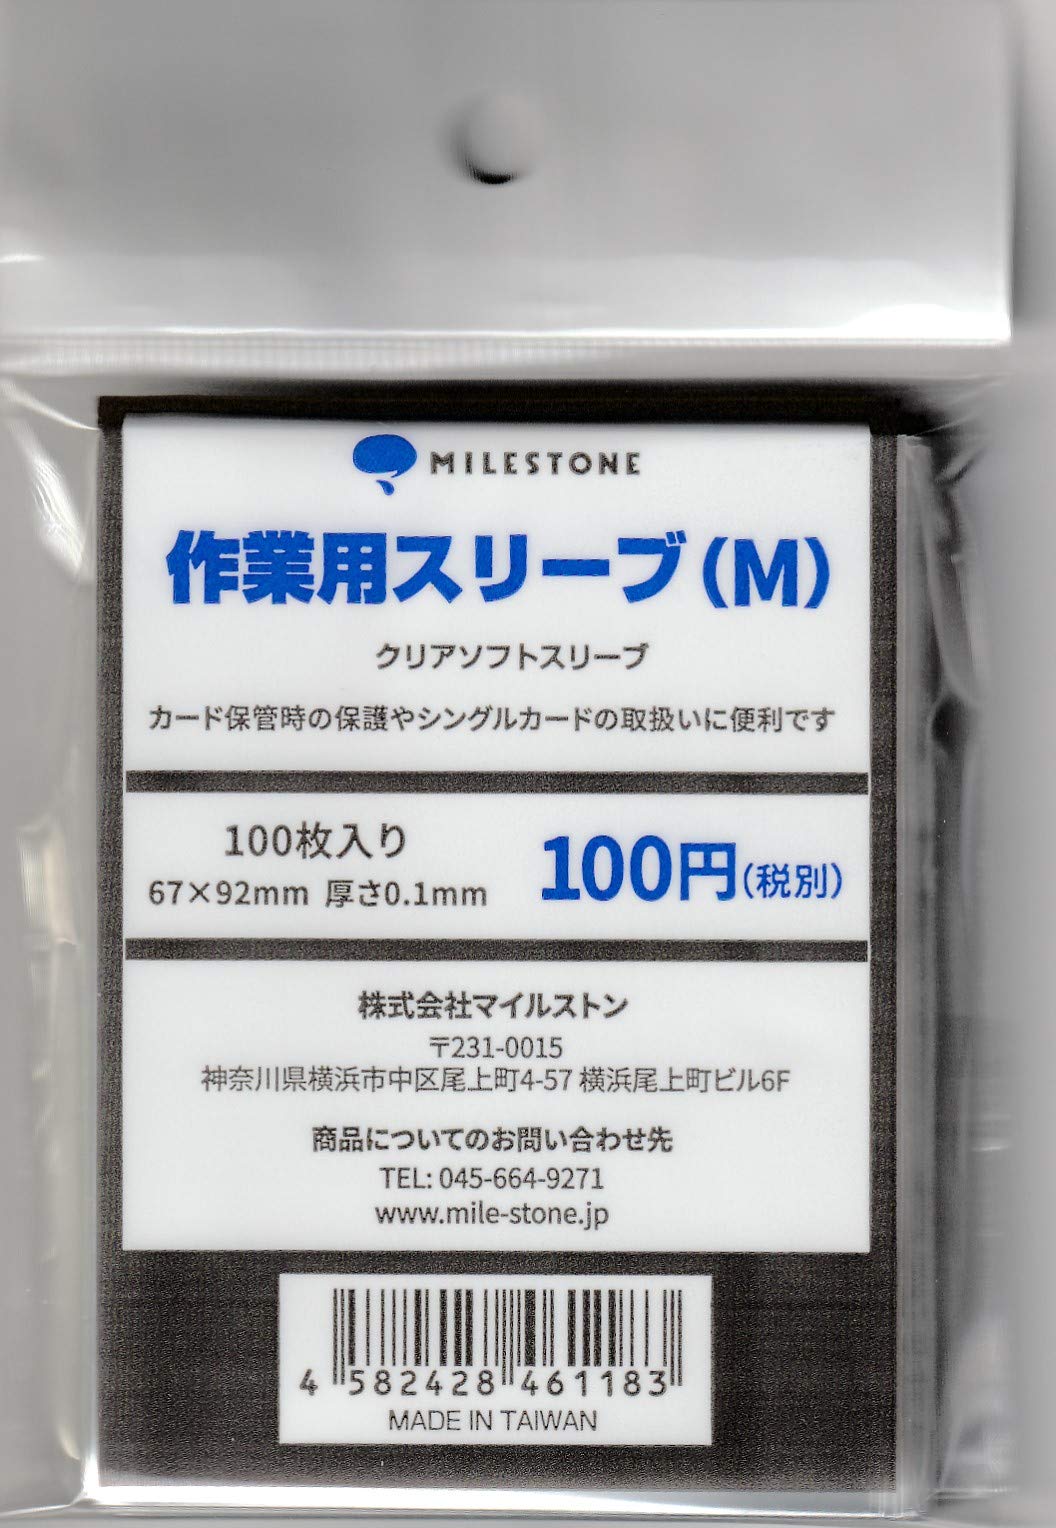 MILESTONE
作業用スリーブ(M)
クリアソフトスリーブ
カード保管時の保護やシングルカードの取扱いに便利です
100枚入り
67×92mm 厚さ0.1mm
100円(税別)
株式会社マイルストン
〒231-0015
神奈川県横浜市中区尾上町4-57 横浜尾上町ビル6F
商品についてのお問い合わせ先
TEL: 045-664-9271
www.mile-stone.jp
4 582428 461183
MADE IN TAIWAN